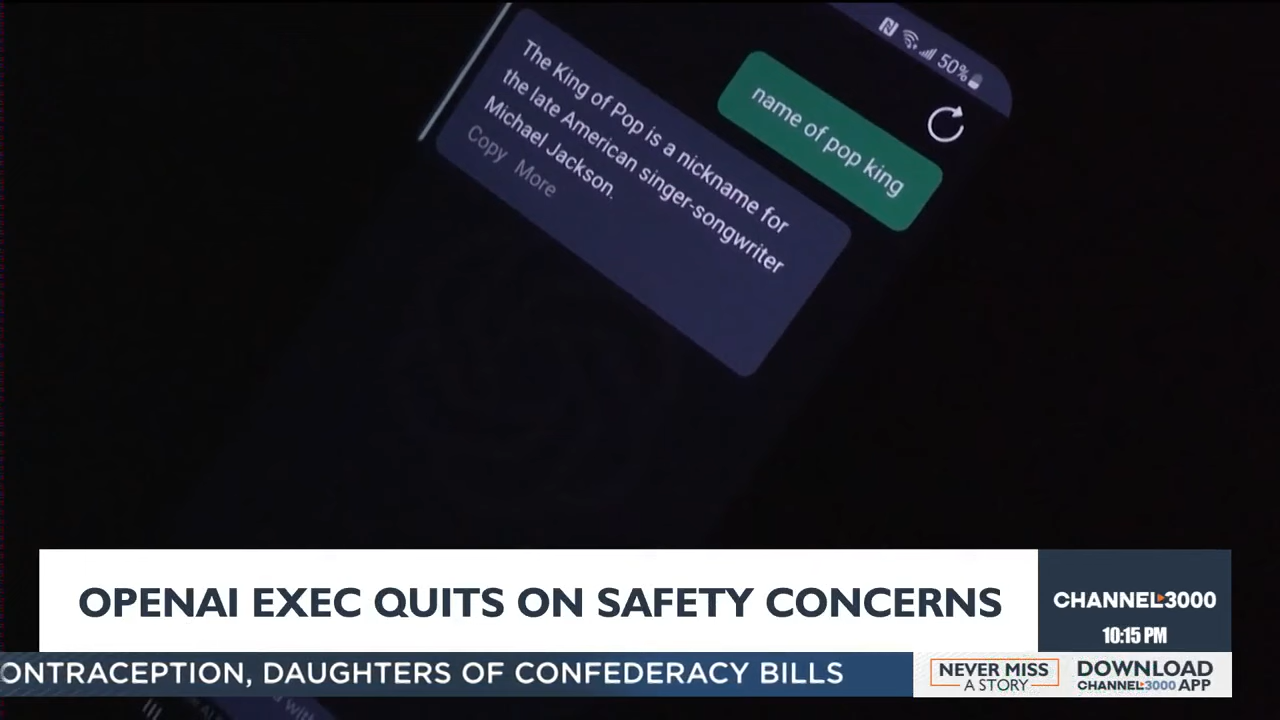 50%
name of pop king
The King of Pop is a nickname for
the late American singer-songwriter
Michael Jackson.
Copy More
OPENAI EXEC QUITS ON SAFETY CONCERNS
CHANNEL3000
10:15 PM
ONTRACEPTION, DAUGHTERS OF CONFEDERACY BILLS
NEVER MISS
A STORY
DOWNLOAD
CHANNEL3000 APP